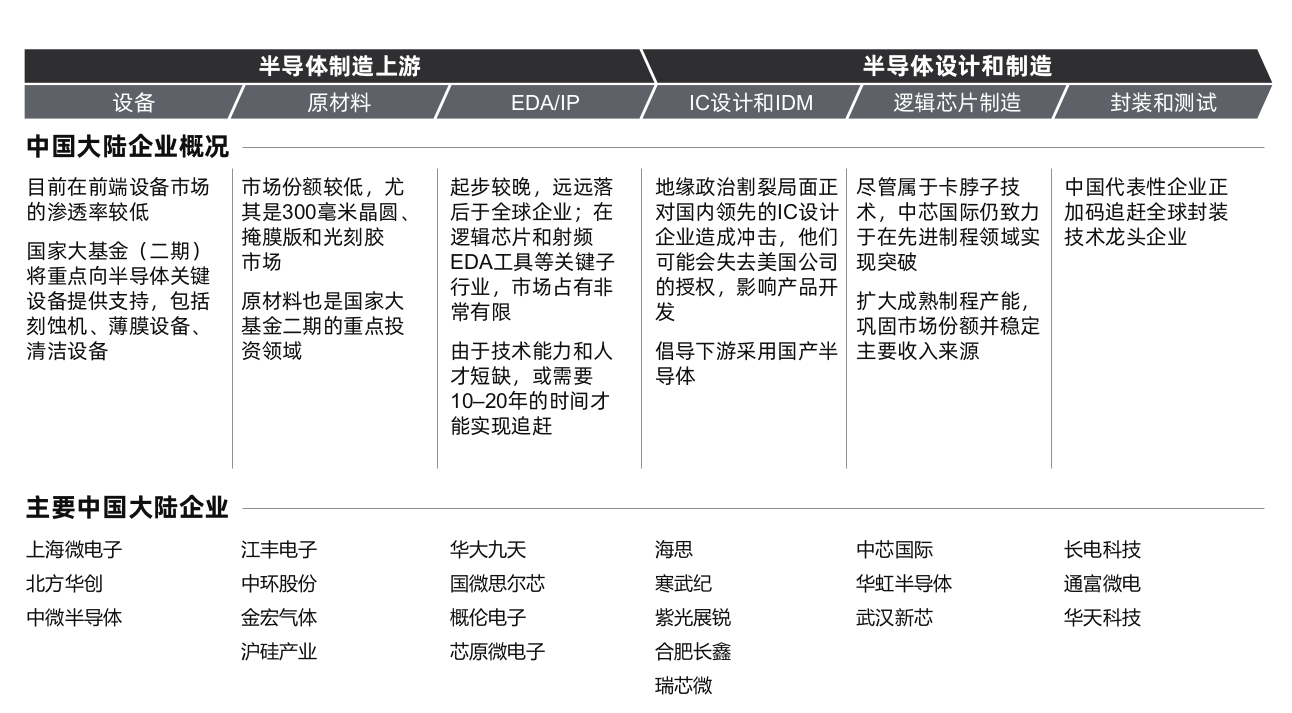 半导体制造上游
半导体设计和制造
设备
原材料
EDA/IP
IC设计和IDM
逻辑芯片制造
封装和测试
中国大陆企业概况
目前在前端设备市场
的渗透率较低
国家大基金（二期）
将重点向半导体关键
设备提供支持，包括
刻蚀机、薄膜设备、
清洁设备
市场份额较低，尤
其是300毫米晶圆、
掩膜版和光刻胶
市场
原材料也是国家大
基金二期的重点投
资领域
起步较晚，远远落
后于全球企业；在
逻辑芯片和射频
EDA工具等关键子
行业，市场占有非
常有限
由于技术能力和人
才短缺，或需要
10–20年的时间才
能实现追赶
地缘政治割裂局面正
对国内领先的IC设计
企业造成冲击，他们
可能会失去美国公司
的授权，影响产品开
发
倡导下游采用国产半
导体
尽管属于卡脖子技
术，中芯国际仍致力
于在先进制程领域实
现突破
扩大成熟制程产能，
巩固市场份额并稳定
主要收入来源
中国代表性企业正
加码追赶全球封装
技术龙头企业
主要中国大陆企业
上海微电子
北方华创
中微半导体
江丰电子
中环股份
金宏气体
沪硅产业
华大九天
国微思尔芯
概伦电子
芯原微电子
海思
寒武纪
紫光展锐
合肥长鑫
瑞芯微
中芯国际
华虹半导体
武汉新芯
长电科技
通富微电
华天科技